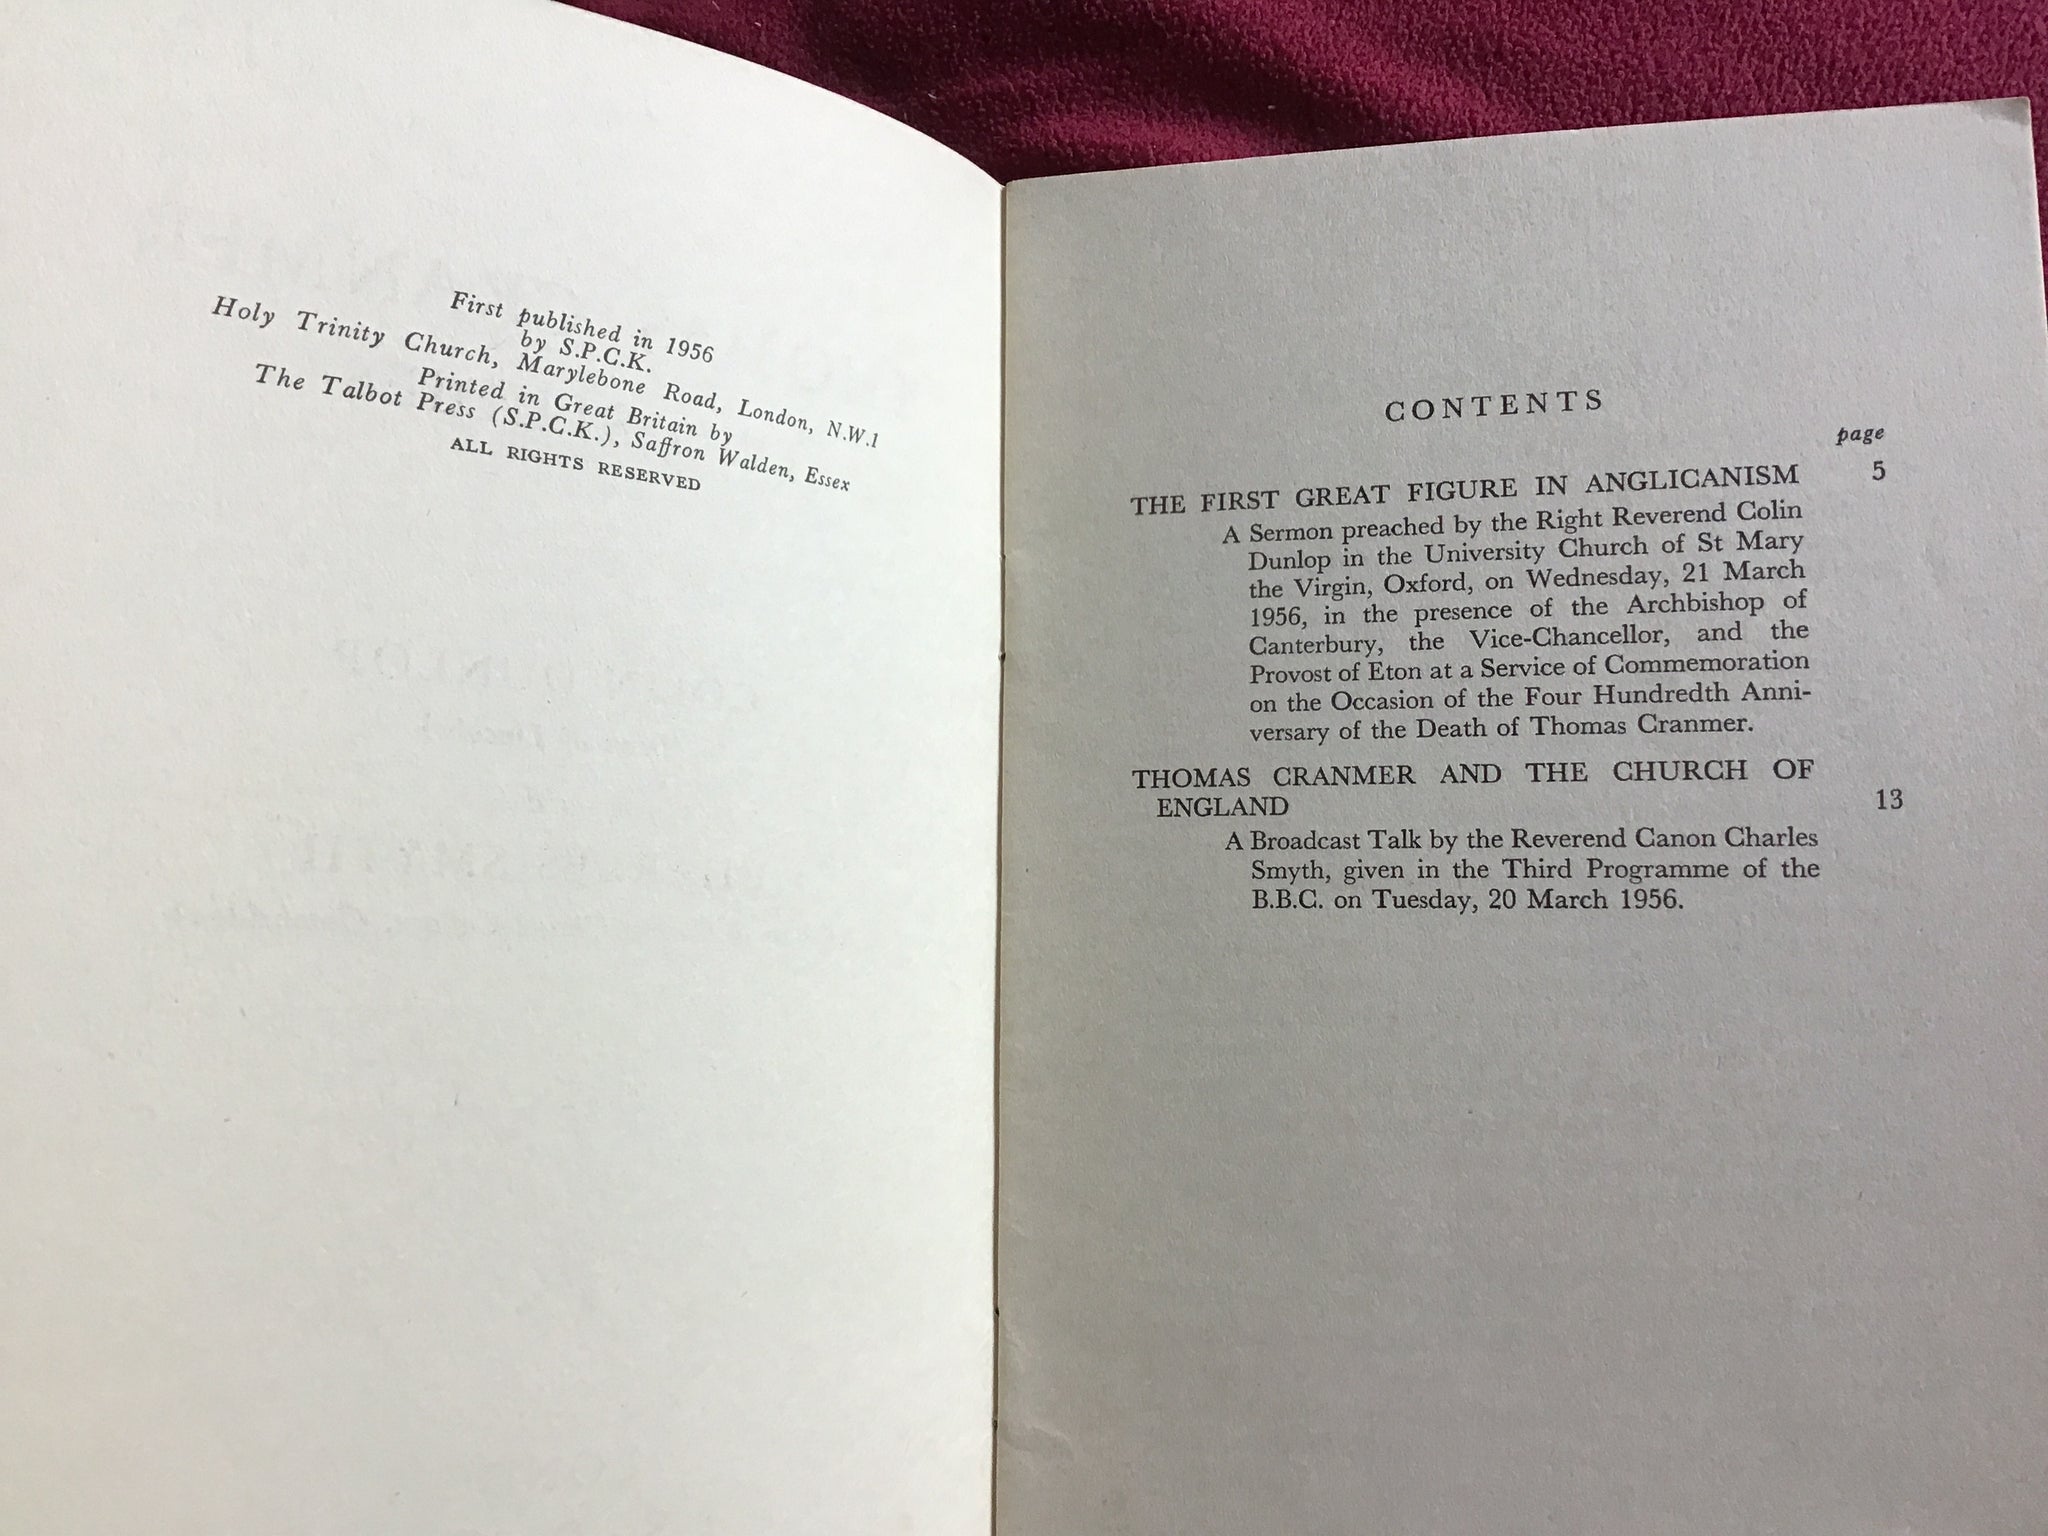 First published in 1956
by S.P.C.K.
Holy Trinity Church, Marylebone Road, London, N.W.1
Printed in Great Britain by
The Talbot Press (S.P.C.K.), Saffron Walden, Essex
ALL RIGHTS RESERVED
CONTENTS
page
THE FIRST GREAT FIGURE IN ANGLICANISM 5
A Sermon preached by the Right Reverend Colin
Dunlop in the University Church of St Mary
the Virgin, Oxford, on Wednesday, 21 March
1956, in the presence of the Archbishop of
Canterbury, the Vice-Chancellor, and the
Provost of Eton at a Service of Commemoration
on the Occasion of the Four Hundredth Anni-
versary of the Death of Thomas Cranmer.
THOMAS CRANMER AND THE CHURCH OF
ENGLAND 13
A Broadcast Talk by the Reverend Canon Charles
Smyth, given in the Third Programme of the
B.B.C. on Tuesday, 20 March 1956.